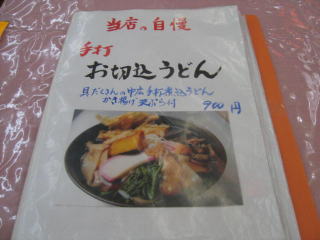 当店の自慢
手打
お切込うどん
具だくさんの当店手打煮込うどん
かき揚げ天ぷら付 900円